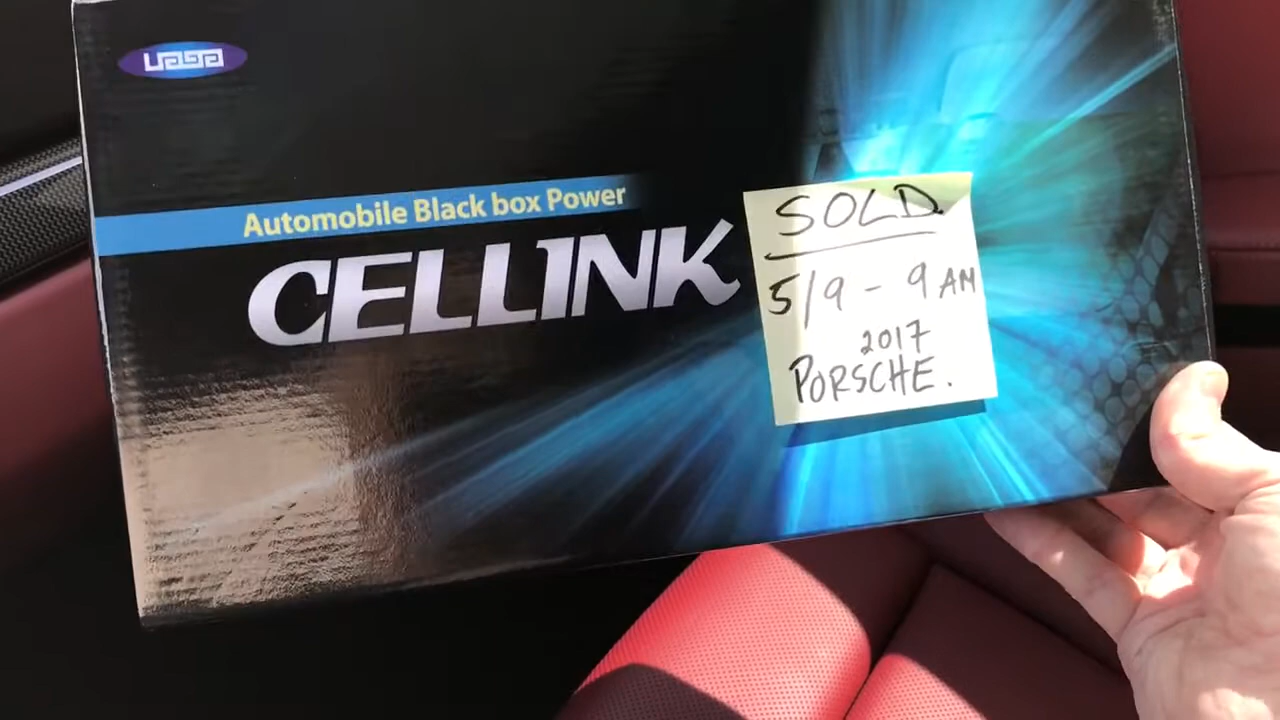 Automobile Black box Power
CELLINK
SOLD.
5/9 - 9 AM
2017
PORSCHE.